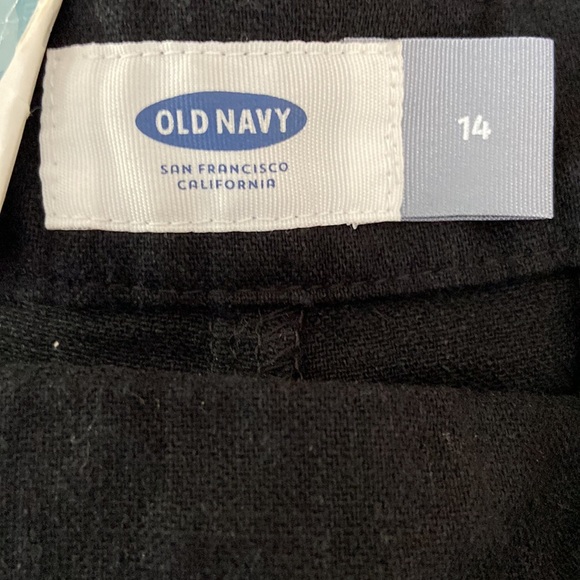 OLD NAVY
14
SAN FRANCISCO
CALIFORNIA